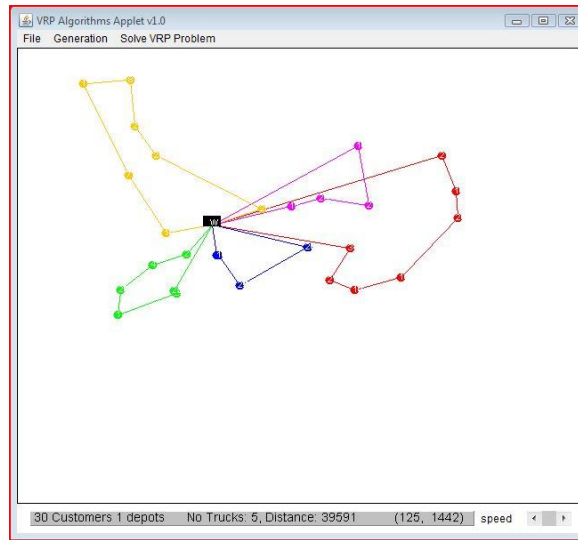 VRP Algorithms Applet v1.0
File Generation Solve VRP Problem
W
30 Customers 1 depots No Trucks: 5, Distance: 39591 (125, 1442) speed